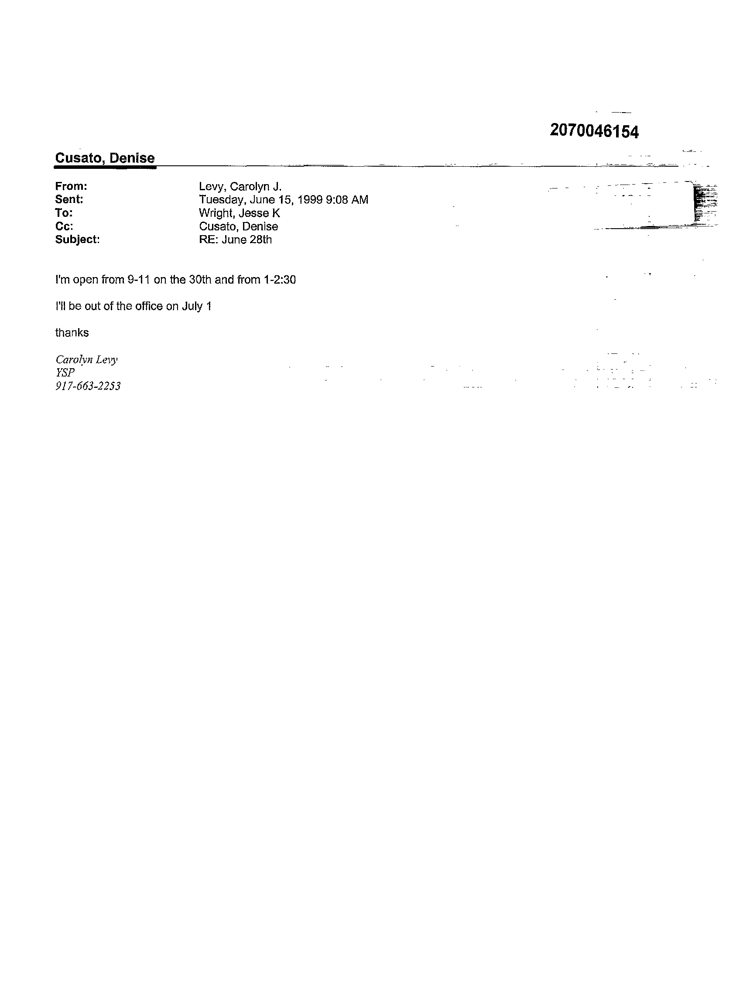 2070046154
Cusato, Denise
From: Levy, Carolyn J.
Sent: Tuesday, June 15, 1999 9:08 AM
To: Wright, Jesse K
Cc: Cusato, Denise
Subject: RE: June 28th
I'm open from 9-11 on the 30th and from 1-2:30
I'll be out of the office on July 1
thanks
Carolyn Levy
YSP
917-663-2253